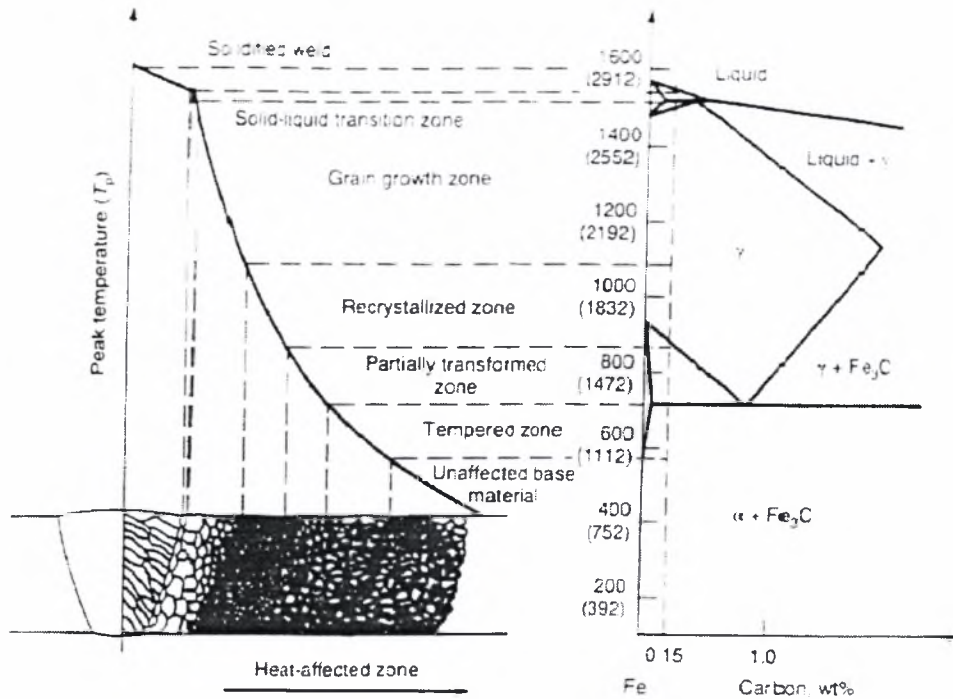 Solidified weld
Solid-liquid transition zone
Grain growth zone
Recrystallized zone
Partially transformed
zone
Tempered zone
Unaffected base
material
Peak temperature (Tp)
Heat-affected zone
1600
(2912)
1400
(2552)
1200
(2192)
1000
(1832)
800
(1472)
600
(1112)
400
(752)
200
(392)
Liquid
Liquid + γ
γ
γ + Fe3C
α + Fe3C
0.15
1.0
Fe
Carbon, wt%